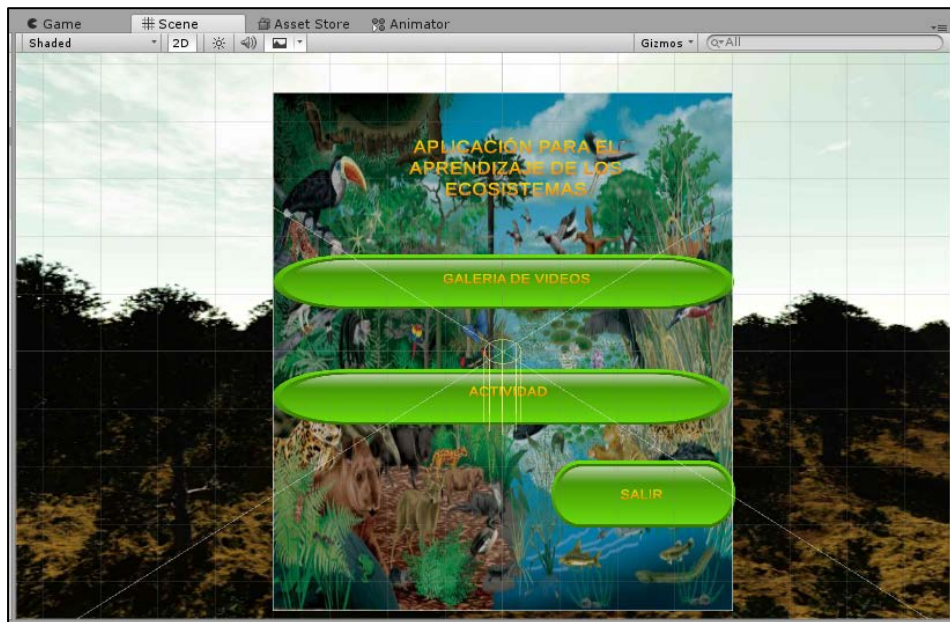 Game Scene Asset Store Animator
Shaded 2D Gizmos All
APLICACIÓN PARA EL
APRENDIZAJE DE LOS
ECOSISTEMAS
GALERIA DE VIDEOS
ACTIVIDAD
SALIR